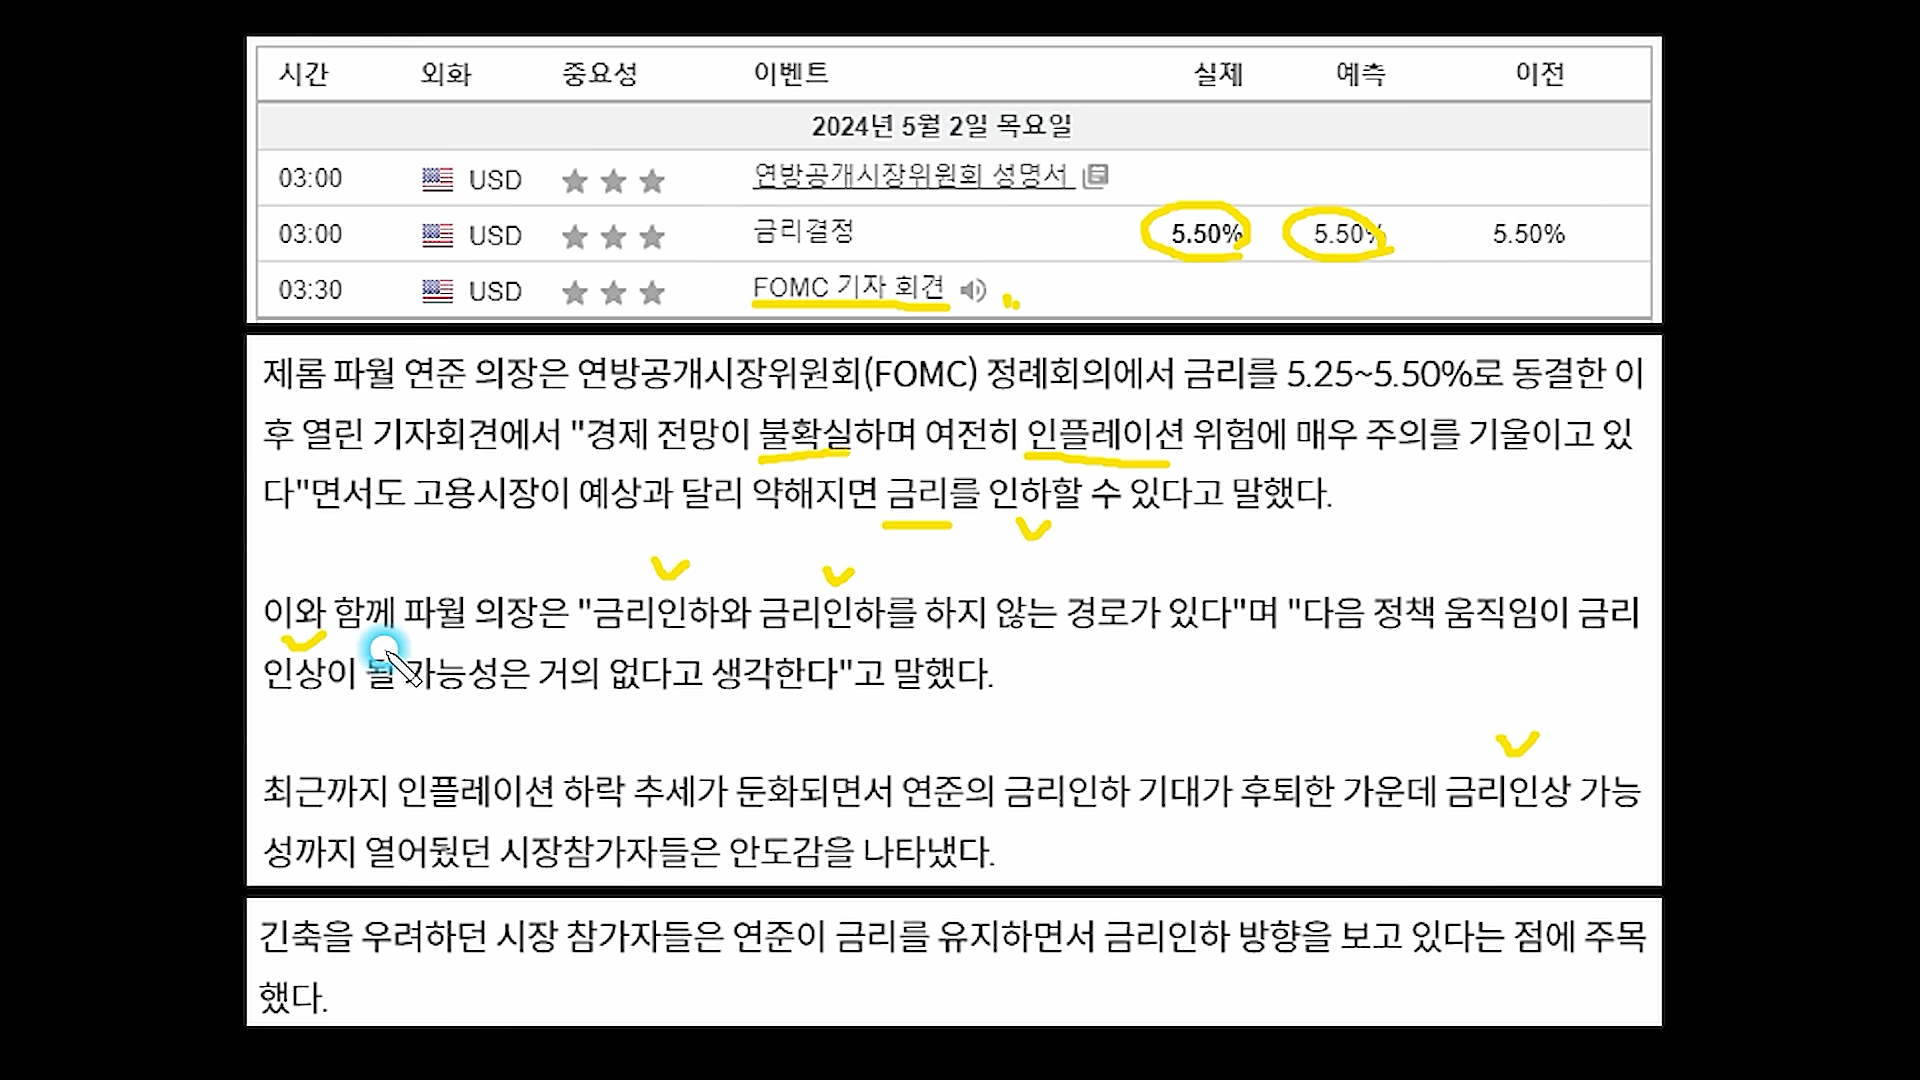 시간 외화 중요성 이벤트 실제 예측 이전
2024년 5월 2일 목요일
03:00 USD 연방공개시장위원회 성명서
03:00 USD 금리결정 5.50% 5.50% 5.50%
03:30 USD FOMC 기자 회견
제롬 파월 연준 의장은 연방공개시장위원회(FOMC) 정례회의에서 금리를 5.25~5.50%로 동결한 이
후 열린 기자회견에서 "경제 전망이 불확실하며 여전히 인플레이션 위험에 매우 주의를 기울이고 있
다"면서도 고용시장이 예상과 달리 약해지면 금리를 인하할 수 있다고 말했다.
이와 함께 파월 의장은 "금리인하와 금리인하를 하지 않는 경로가 있다"며 "다음 정책 움직임이 금리
인상이 될 가능성은 거의 없다고 생각한다"고 말했다.
최근까지 인플레이션 하락 추세가 둔화되면서 연준의 금리인하 기대가 후퇴한 가운데 금리인상 가능
성까지 열어뒀던 시장참가자들은 안도감을 나타냈다.
긴축을 우려하던 시장 참가자들은 연준이 금리를 유지하면서 금리인하 방향을 보고 있다는 점에 주목
했다.